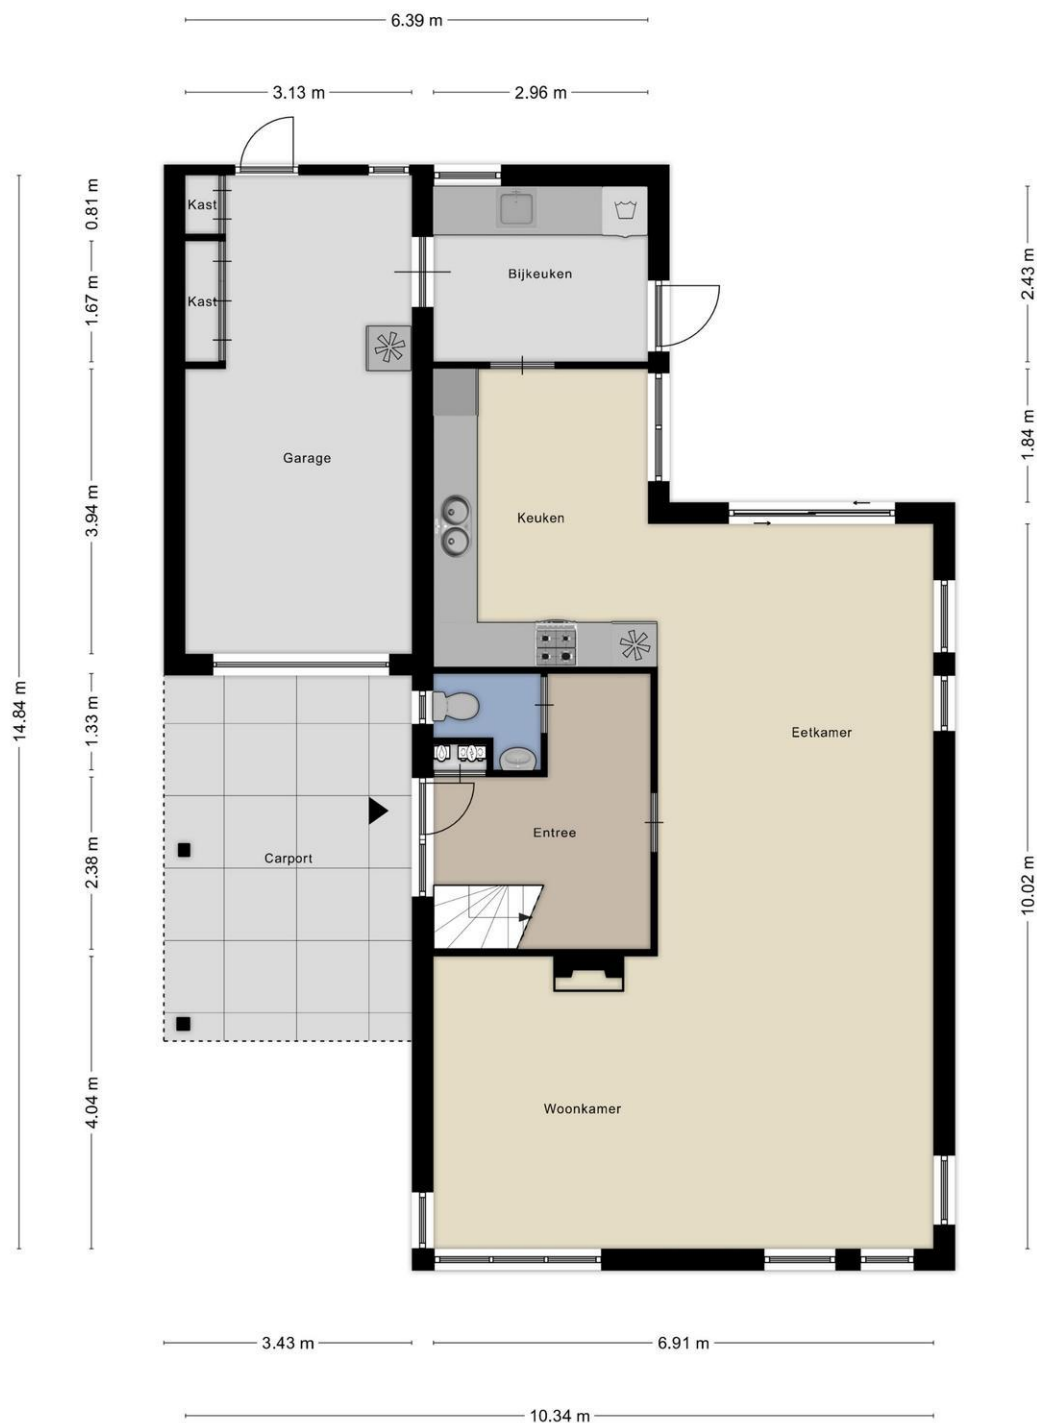 6.39 m
3.13 m
2.96 m
0.81 m
Kast
1.67 m
Kast
Bijkeuken
2.43 m
1.84 m
Garage
3.94 m
Keuken
14.84 m
1.33 m
Eetkamer
Entree
Carport
2.38 m
10.02 m
4.04 m
Woonkamer
3.43 m
6.91 m
10.34 m